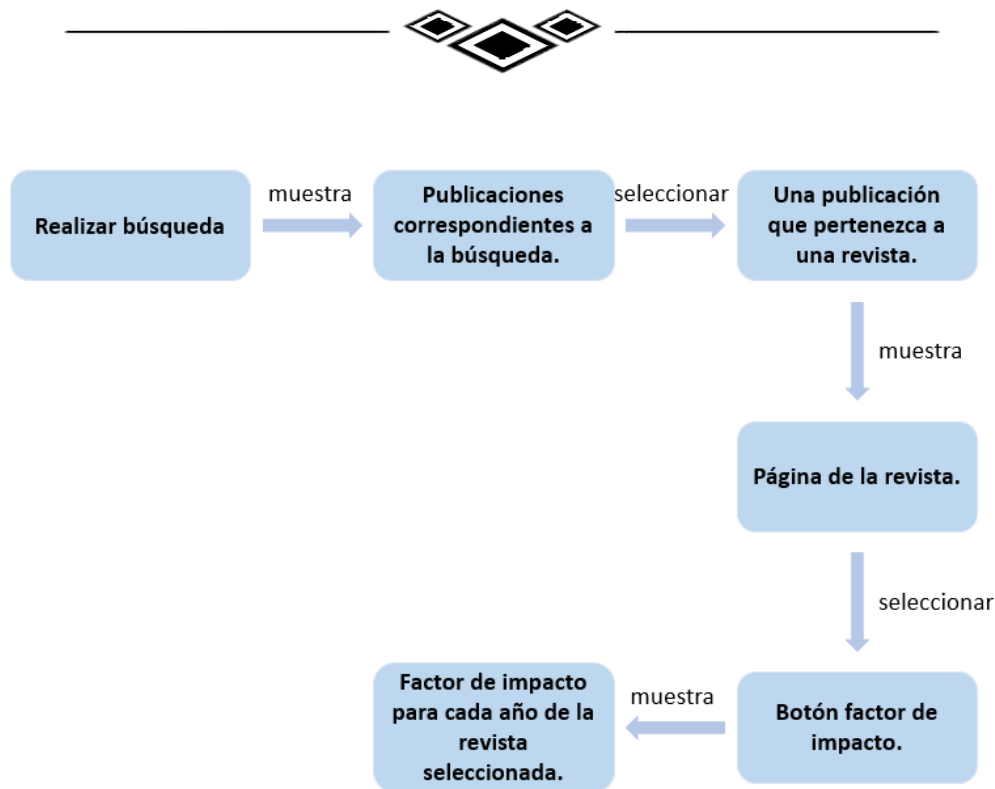 Realizar búsqueda
muestra
Publicaciones
correspondientes a
la búsqueda.
seleccionar
Una publicación
que pertenezca a
una revista.
muestra
Página de la revista.
seleccionar
Botón factor de
impacto.
muestra
Factor de impacto
para cada año de la
revista
seleccionada.